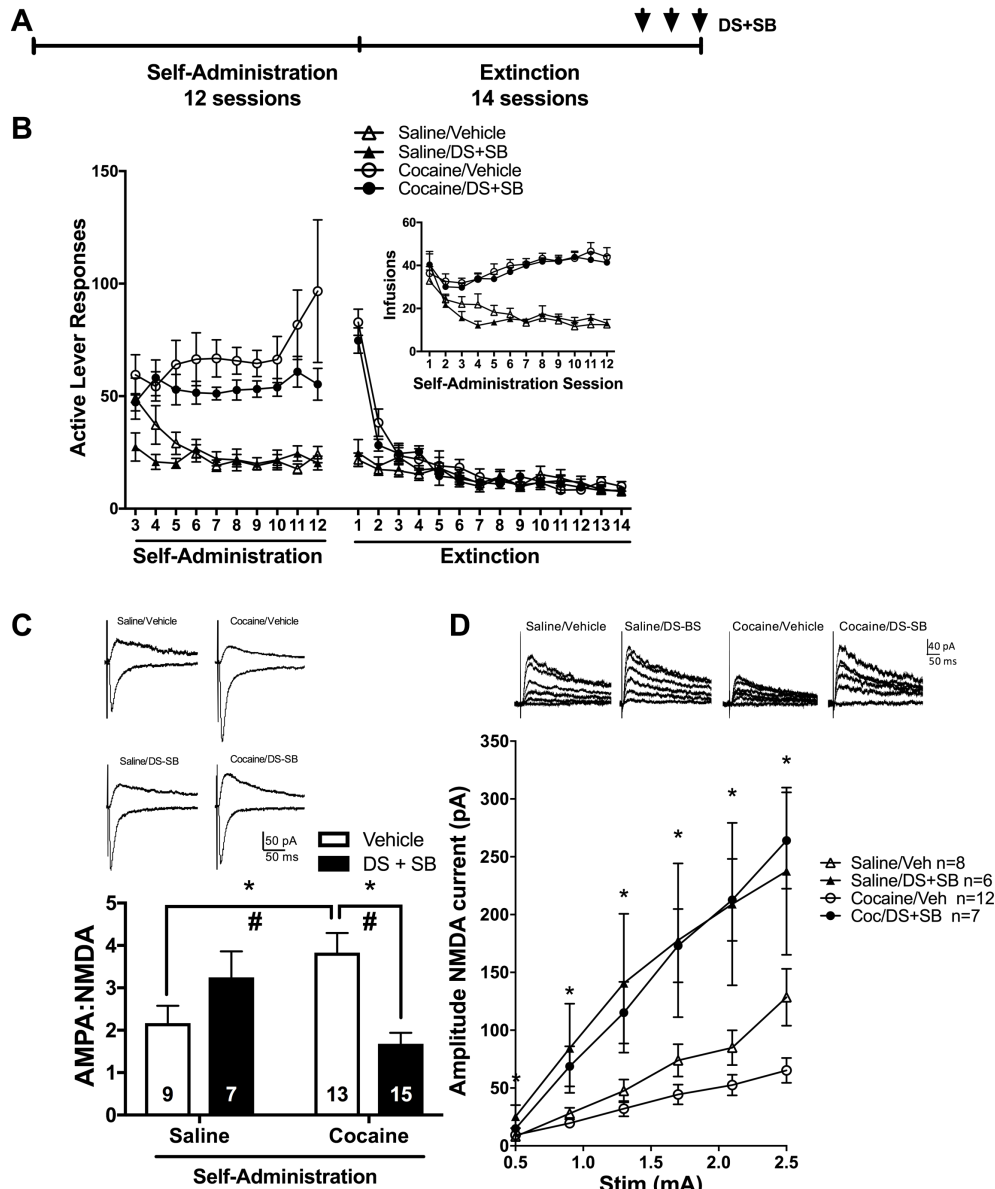 A
DS+SB
Self-Administration
12 sessions
Extinction
14 sessions
B
Saline/Vehicle
Saline/DS+SB
Cocaine/Vehicle
Cocaine/DS+SB
150
100
50
0
Active Lever Responses
3 4 5 6 7 8 9 10 11 12
Self-Administration
1 2 3 4 5 6 7 8 9 10 11 12 13 14
Extinction
60
40
20
0
Infusions
1 2 3 4 5 6 7 8 9 10 11 12
Self-Administration Session
C
Saline/Vehicle
Cocaine/Vehicle
Saline/DS-SB
Cocaine/DS-SB
50 pA
50 ms
Vehicle
DS + SB
* *
# #
5
4
3
2
1
0
AMPA:NMDA
9 7 13 15
Saline Cocaine
Self-Administration
D
Saline/Vehicle
Saline/DS-BS
Cocaine/Vehicle
Cocaine/DS-SB
40 pA
50 ms
350
300
250
200
150
100
50
0
Amplitude NMDA current (pA)
* * * * * *
0.5 1.0 1.5 2.0 2.5
Stim (mA)
Saline/Veh n=8
Saline/DS+SB n=6
Cocaine/Veh n=12
Coc/DS+SB n=7